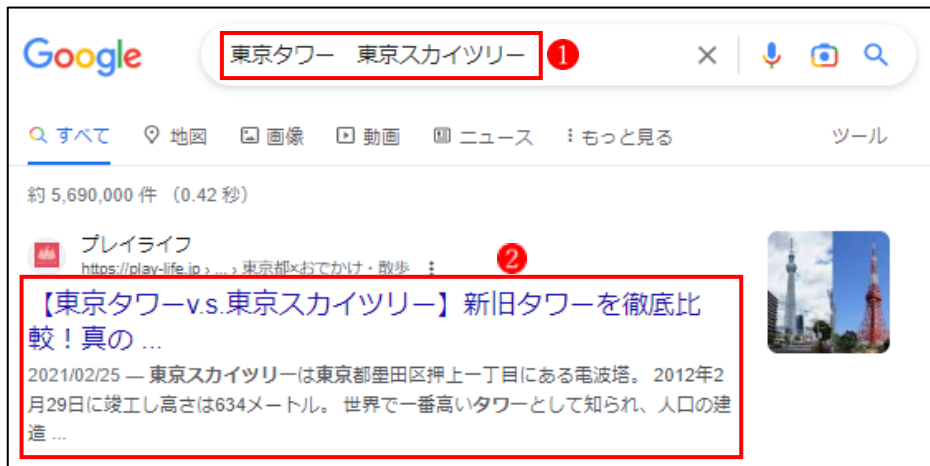 Google 東京タワー　東京スカイツリー 1
すべて 地図 画像 動画 ニュース もっと見る ツール
約 5,690,000 件 （0.42 秒）
プレイライフ
https://play-life.jp › ... › 東京都×おでかけ・散歩
2
【東京タワーv.s.東京スカイツリー】新旧タワーを徹底比
較！真の ...
2021/02/25 — 東京スカイツリーは東京都墨田区押上一丁目にある電波塔。 2012年2
月29日に竣工し高さは634メートル。 世界で一番高いタワーとして知られ、人口の建
造 ...